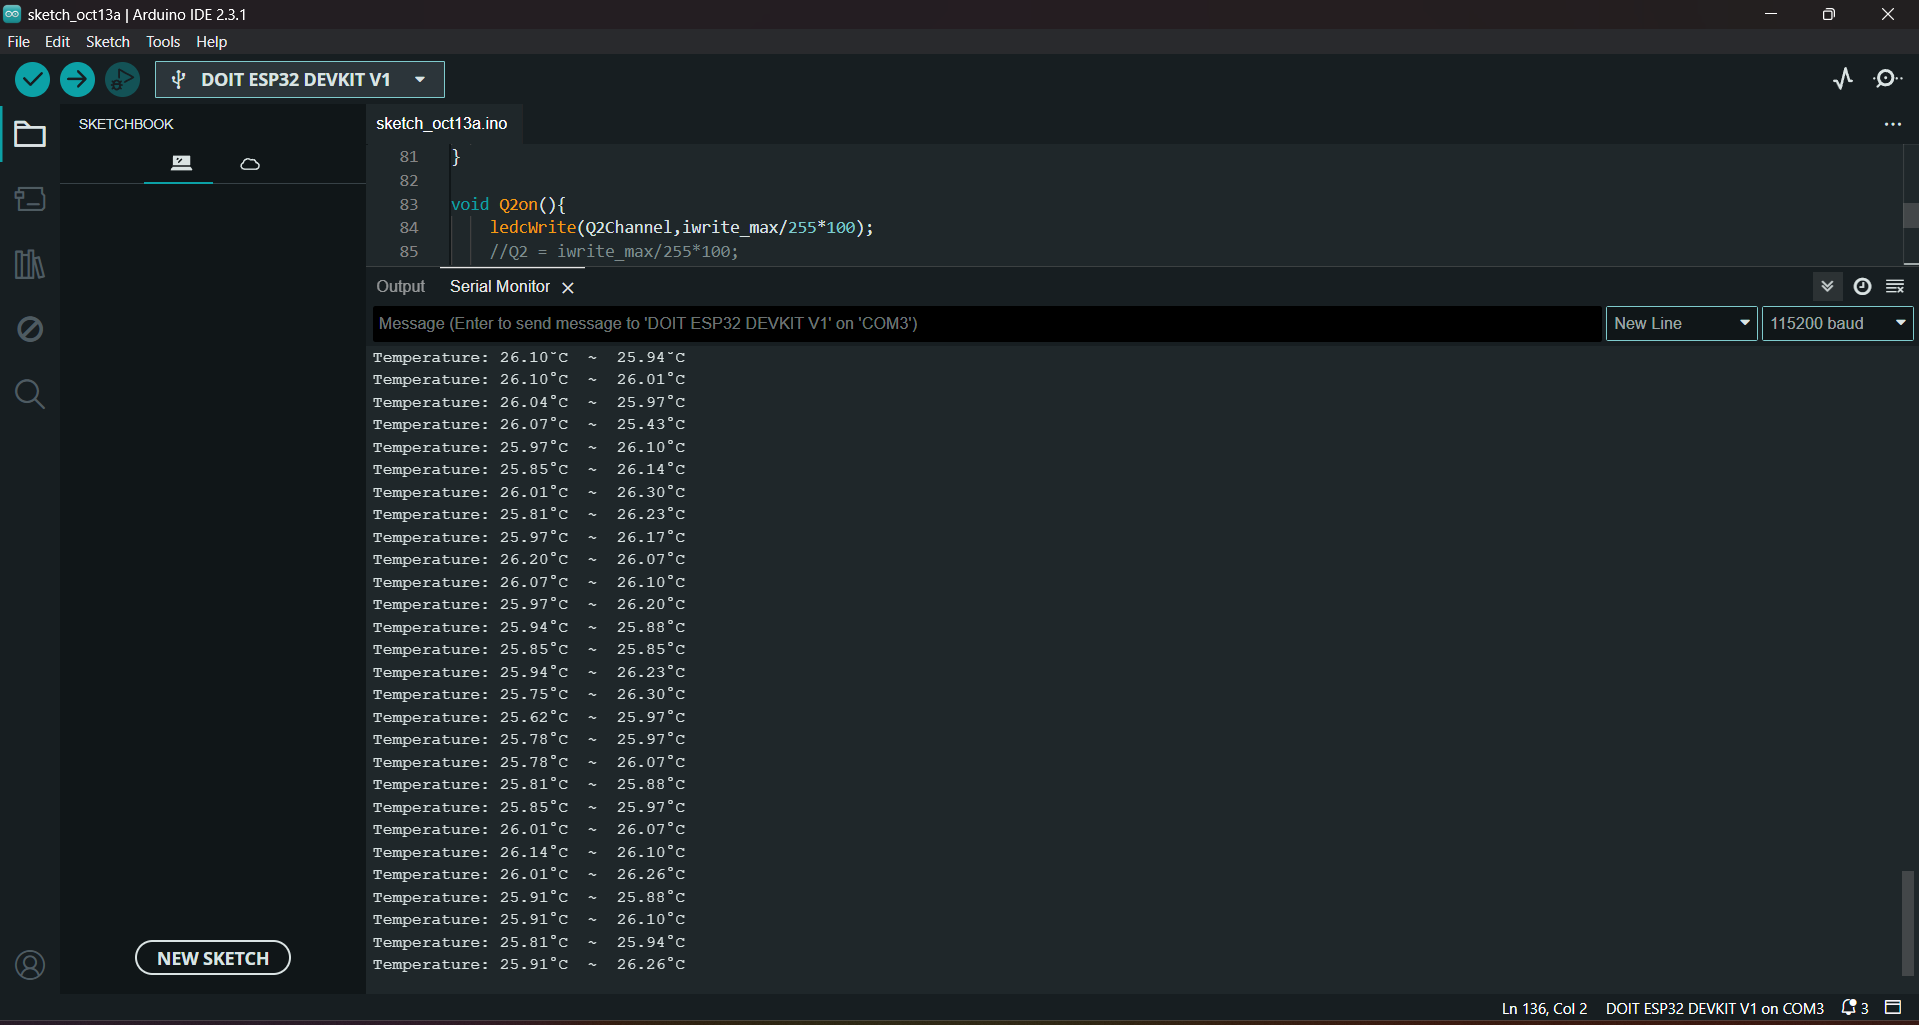 sketch_oct13a | Arduino IDE 2.3.1
File Edit Sketch Tools Help
DOIT ESP32 DEVKIT V1
SKETCHBOOK
sketch_oct13a.ino
81 }
82
83 void Q2on(){
84 ledcWrite(Q2Channel,iwrite_max/255*100);
85 //Q2 = iwrite_max/255*100;
Output Serial Monitor
Message (Enter to send message to 'DOIT ESP32 DEVKIT V1' on 'COM3')
New Line
115200 baud
Temperature: 26.10°C ~ 25.94°C
Temperature: 26.10°C ~ 26.01°C
Temperature: 26.04°C ~ 25.97°C
Temperature: 26.07°C ~ 25.43°C
Temperature: 25.97°C ~ 26.10°C
Temperature: 25.85°C ~ 26.14°C
Temperature: 26.01°C ~ 26.30°C
Temperature: 25.81°C ~ 26.23°C
Temperature: 25.97°C ~ 26.17°C
Temperature: 26.20°C ~ 26.07°C
Temperature: 26.07°C ~ 26.10°C
Temperature: 25.97°C ~ 26.20°C
Temperature: 25.94°C ~ 25.88°C
Temperature: 25.85°C ~ 25.85°C
Temperature: 25.94°C ~ 26.23°C
Temperature: 25.75°C ~ 26.30°C
Temperature: 25.62°C ~ 25.97°C
Temperature: 25.78°C ~ 25.97°C
Temperature: 25.78°C ~ 26.07°C
Temperature: 25.81°C ~ 25.88°C
Temperature: 25.85°C ~ 25.97°C
Temperature: 26.01°C ~ 26.07°C
Temperature: 26.14°C ~ 26.10°C
Temperature: 26.01°C ~ 26.26°C
Temperature: 25.91°C ~ 25.88°C
Temperature: 25.91°C ~ 26.10°C
Temperature: 25.81°C ~ 25.94°C
Temperature: 25.91°C ~ 26.26°C
NEW SKETCH
Ln 136, Col 2 DOIT ESP32 DEVKIT V1 on COM3 3